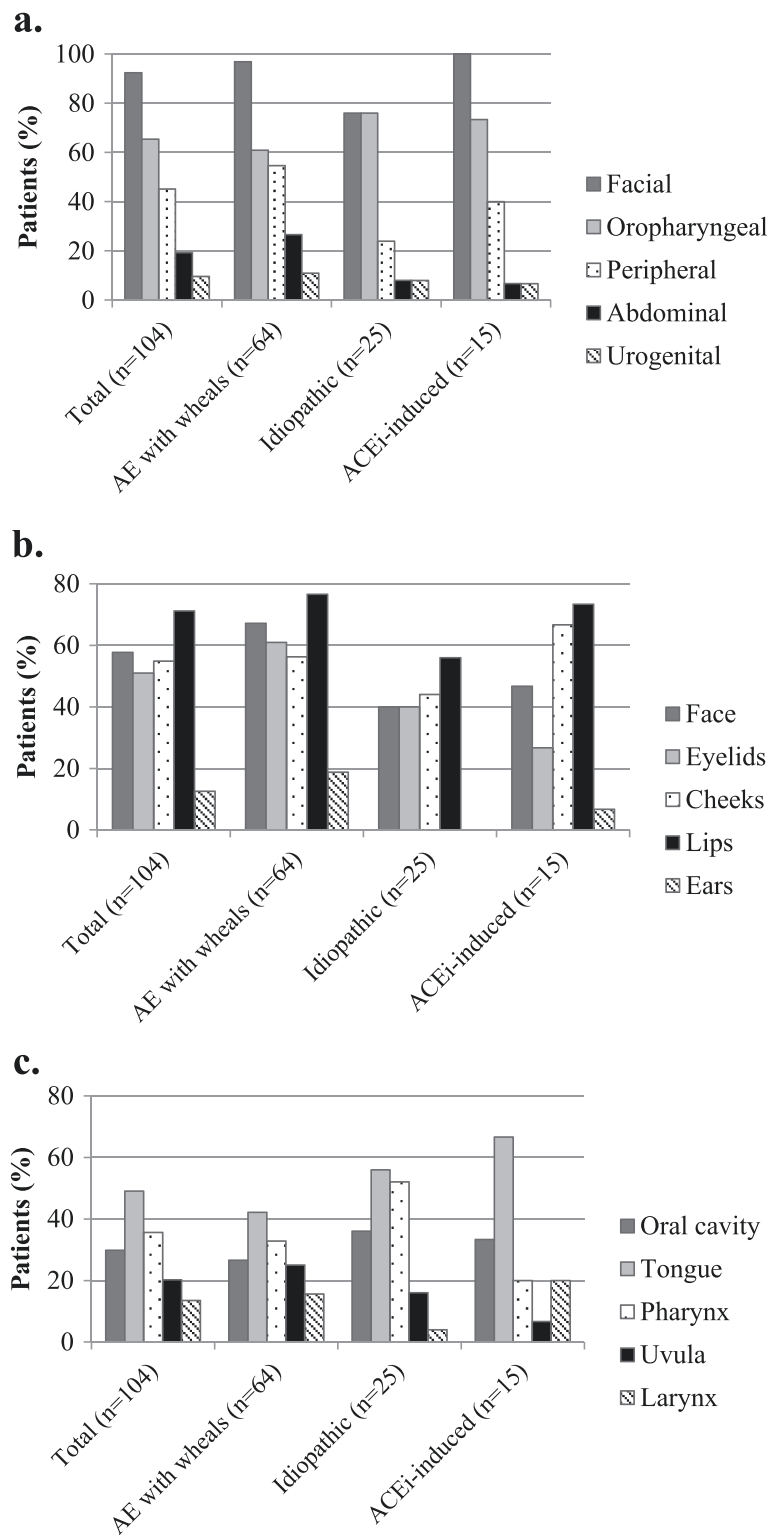 a.
Patients (%)
100
80
60
40
20
0
Total (n=104)
AE with wheals (n=64)
Idiopathic (n=25)
ACEi-induced (n=15)
Facial
Oropharyngeal
Peripheral
Abdominal
Urogenital
b.
Patients (%)
80
60
40
20
0
Total (n=104)
AE with wheals (n=64)
Idiopathic (n=25)
ACEi-induced (n=15)
Face
Eyelids
Cheeks
Lips
Ears
c.
Patients (%)
80
60
40
20
0
Total (n=104)
AE with wheals (n=64)
Idiopathic (n=25)
ACEi-induced (n=15)
Oral cavity
Tongue
Pharynx
Uvula
Larynx